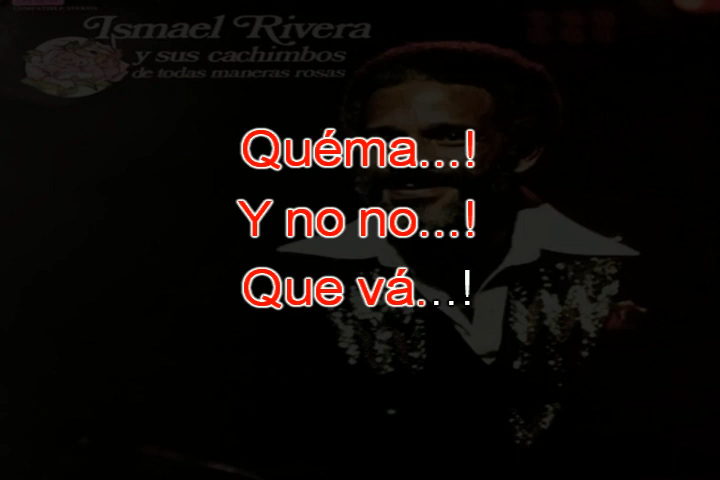 Ismael Rivera
y sus cachimbos
de todas maneras rosas
Quéma...!
Y no no...!
Que vá...!